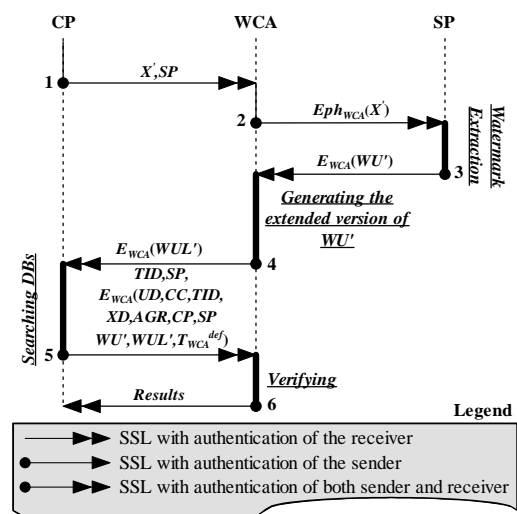 CP WCA SP
1 X',SP
2 Eph_WCA(X')
Watermark
Extraction
E_WCA(WU') 3
Generating the
extended version of
WU'
E_WCA(WUL') 4
TID,SP,
E_WCA(UD,CC,TID,
XD,AGR,CP,SP
WU',WUL',T_WCA^def)
Searching DBs
5
Verifying
Results 6
Legend
SSL with authentication of the receiver
SSL with authentication of the sender
SSL with authentication of both sender and receiver